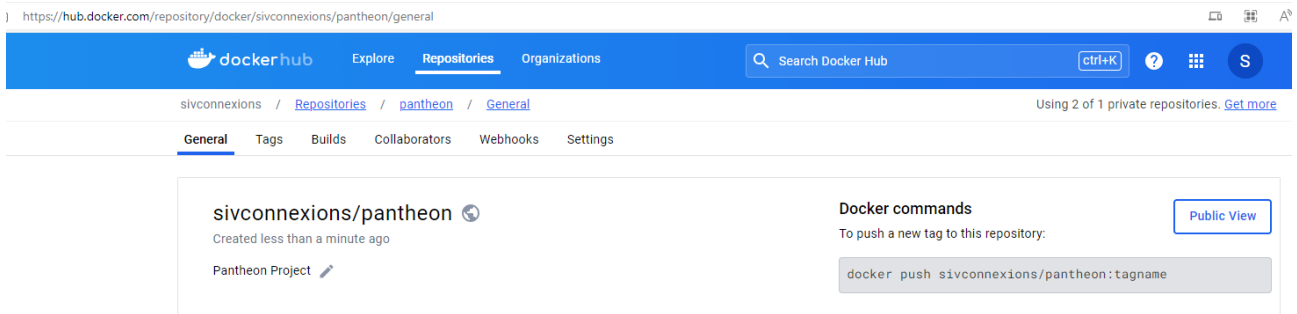 https://hub.docker.com/repository/docker/sivconnexions/pantheon/general
dockerhub Explore Repositories Organizations Search Docker Hub ctrl+K ? S
sivconnexions / Repositories / pantheon / General Using 2 of 1 private repositories. Get more
General Tags Builds Collaborators Webhooks Settings
sivconnexions/pantheon
Created less than a minute ago
Pantheon Project
Docker commands
Public View
To push a new tag to this repository:
docker push sivconnexions/pantheon:tagname